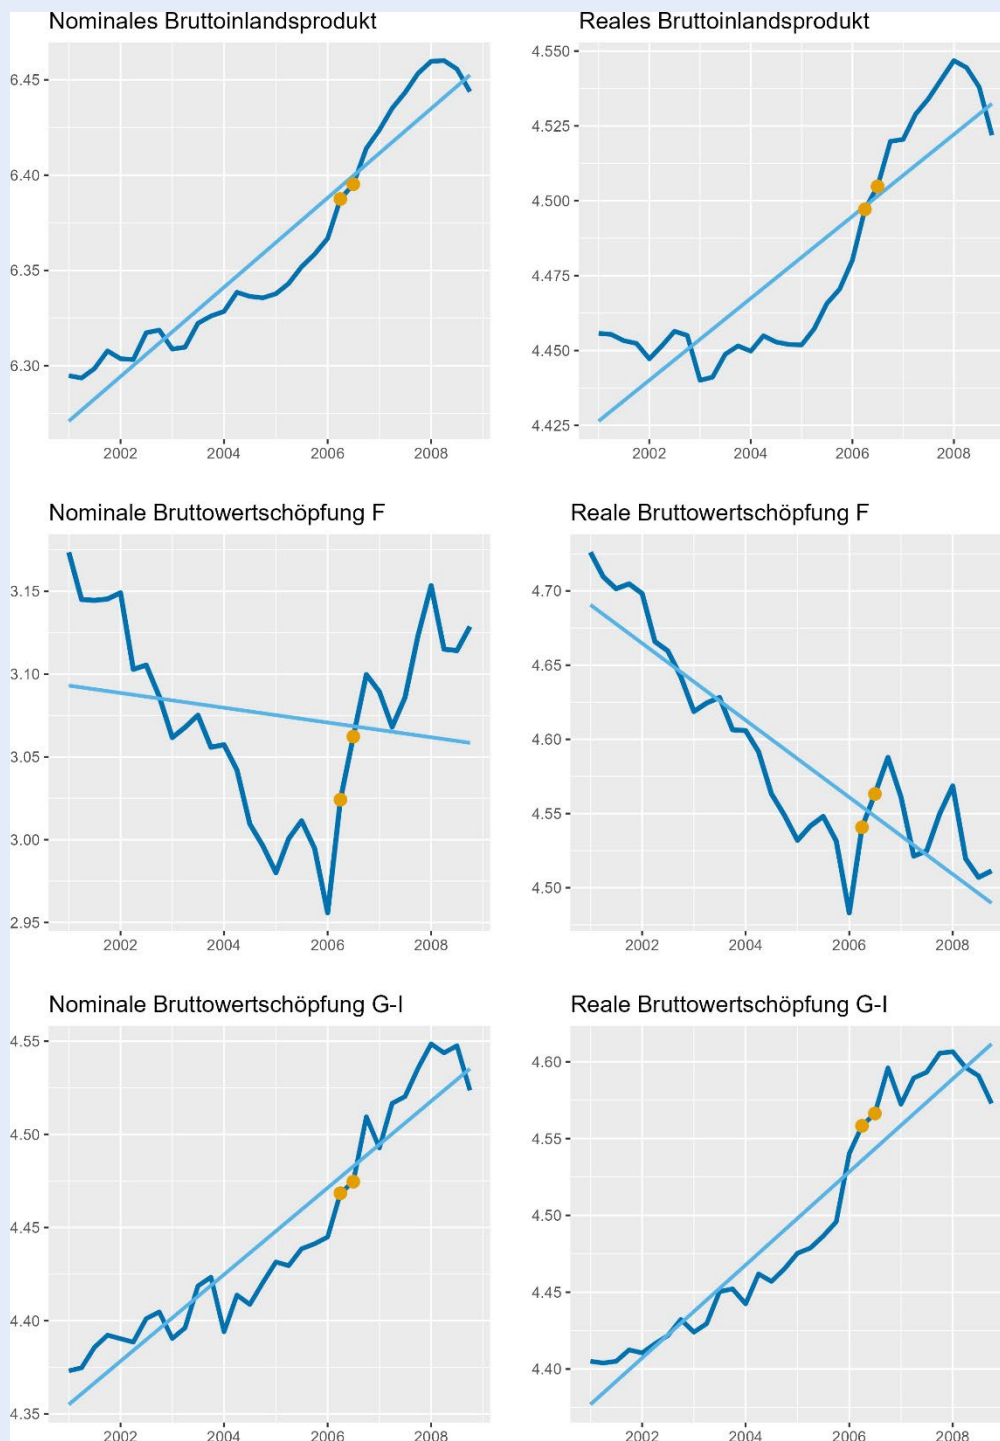 Nominales Bruttoinlandsprodukt
6.45
6.40
6.35
6.30
2002 2004 2006 2008
Reales Bruttoinlandsprodukt
4.550
4.525
4.500
4.475
4.450
4.425
2002 2004 2006 2008
Nominale Bruttowertschöpfung F
3.15
3.10
3.05
3.00
2.95
2002 2004 2006 2008
Reale Bruttowertschöpfung F
4.70
4.65
4.60
4.55
4.50
2002 2004 2006 2008
Nominale Bruttowertschöpfung G-I
4.55
4.50
4.45
4.40
4.35
2002 2004 2006 2008
Reale Bruttowertschöpfung G-I
4.60
4.55
4.50
4.45
4.40
2002 2004 2006 2008